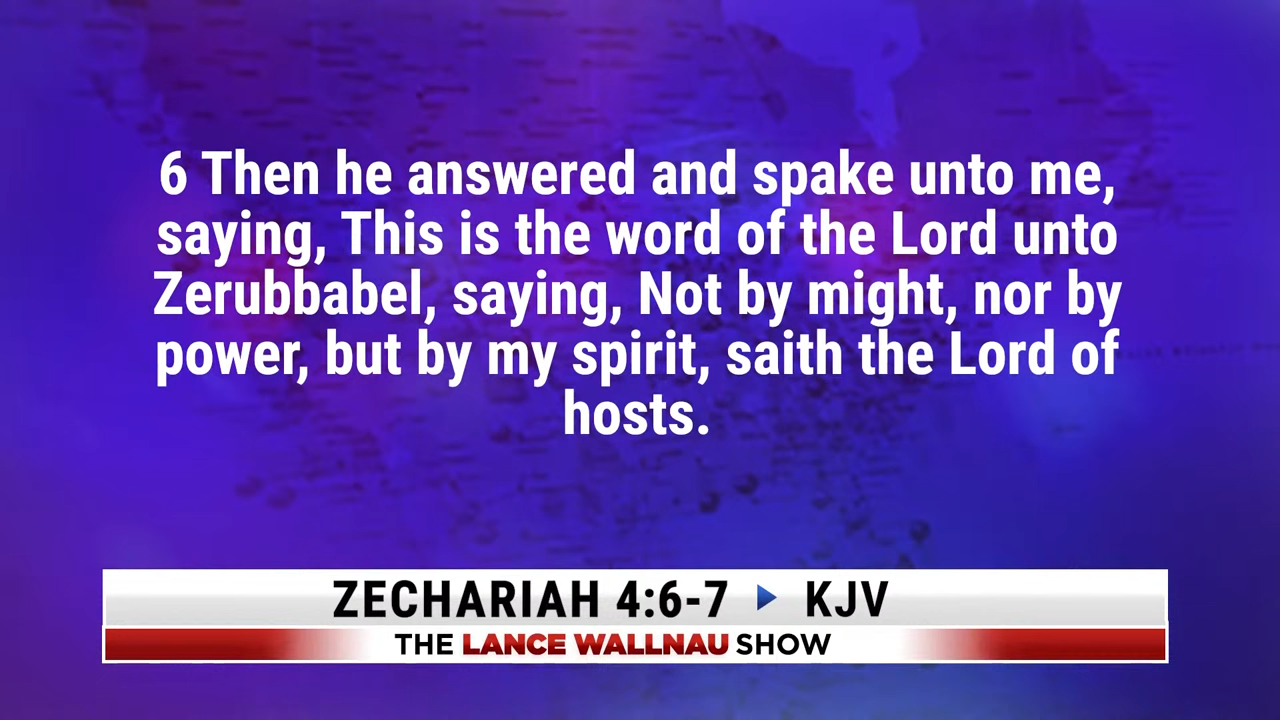 6 Then he answered and spake unto me,
saying, This is the word of the Lord unto
Zerubbabel, saying, Not by might, nor by
power, but by my spirit, saith the Lord of
hosts.
ZECHARIAH 4:6-7 ▶ KJV
THE LANCE WALLNAU SHOW